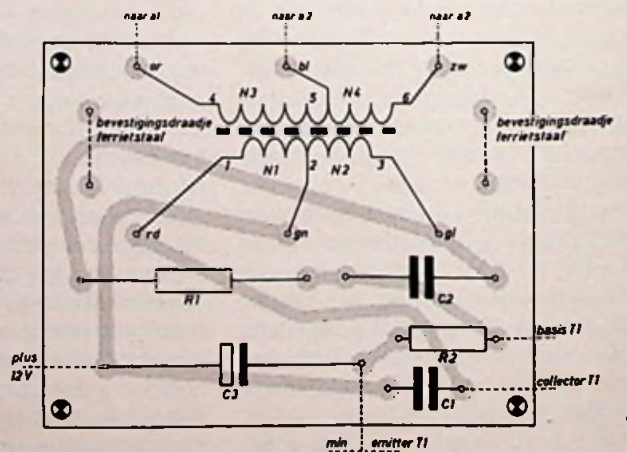 naar a1 naar a2 naar a2
or bl zw
4 N3 5 N4 6
bevestigingsdraadje
ferrietstaaf
bevestigingsdraadje
ferrietstaaf
1 N1 2 N2 3
rd gn gl
R1 C2
basis T1
R2
plus
12V
collector T1
C3 C1
min emitter T1